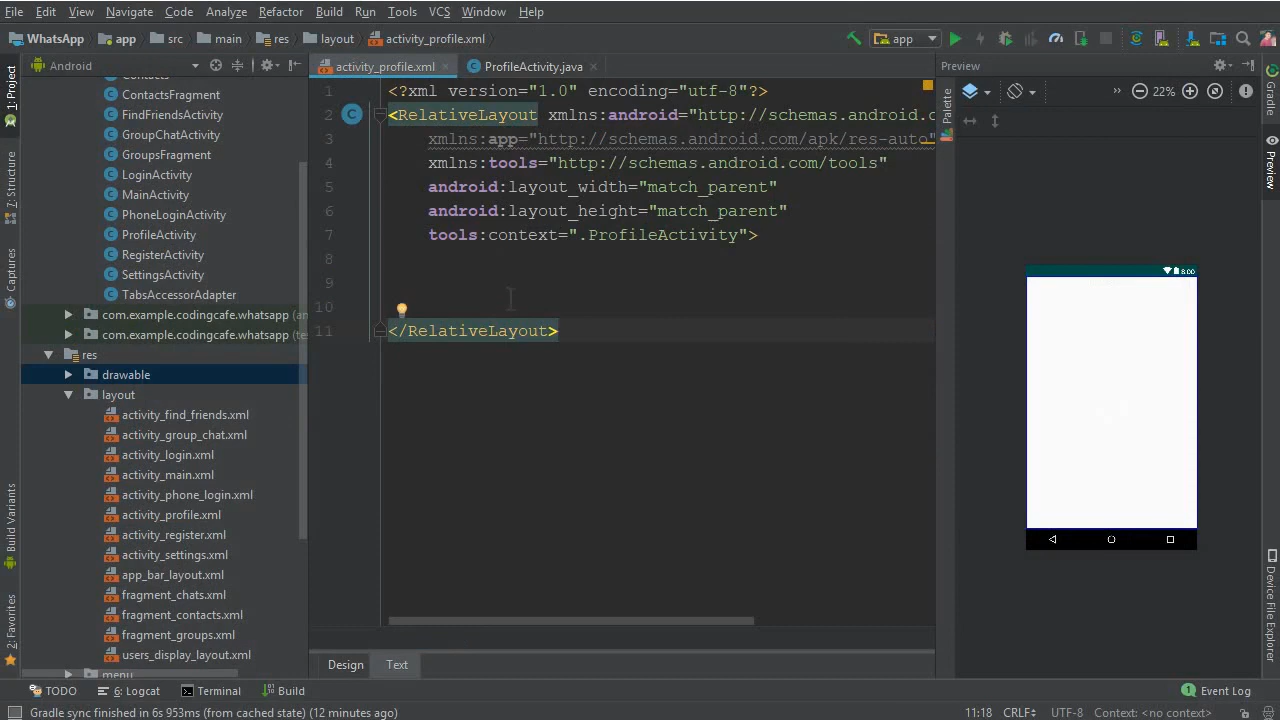 File Edit View Navigate Code Analyze Refactor Build Run Tools VCS Window Help
WhatsApp app src main res layout activity_profile.xml app
1: Project
Android
activity_profile.xml ProfileActivity.java
Preview
Gradle
ContactsFragment
FindFriendsActivity
GroupChatActivity
GroupsFragment
LoginActivity
MainActivity
PhoneLoginActivity
ProfileActivity
RegisterActivity
SettingsActivity
TabsAccessorAdapter
com.example.codingcafe.whatsapp
com.example.codingcafe.whatsapp
res
drawable
layout
activity_find_friends.xml
activity_group_chat.xml
activity_login.xml
activity_main.xml
activity_phone_login.xml
activity_profile.xml
activity_register.xml
activity_settings.xml
app_bar_layout.xml
fragment_chats.xml
fragment_contacts.xml
fragment_groups.xml
users_display_layout.xml
menu
Z: Structure
Captures
Build Variants
2: Favorites
1 <?xml version="1.0" encoding="utf-8"?>
2 <RelativeLayout xmlns:android="http://schemas.android.c
3 xmlns:app="http://schemas.android.com/apk/res-auto"
4 xmlns:tools="http://schemas.android.com/tools"
5 android:layout_width="match_parent"
6 android:layout_height="match_parent"
7 tools:context=".ProfileActivity">
8
9
10
11 </RelativeLayout>
Palette
22%
8:00
Preview
Device File Explorer
Design Text
TODO 6: Logcat Terminal Build Event Log
Gradle sync finished in 6s 953ms (from cached state) (12 minutes ago) 11:18 CRLF÷ UTF-8 Context: <no context>